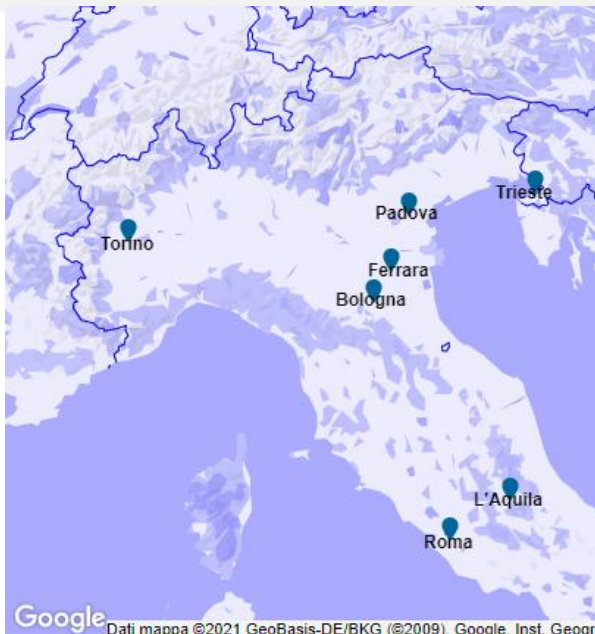 Trieste
Padova
Torino
Ferrara
Bologna
L'Aquila
Roma
Google
Dati mappa ©2021 GeoBasis-DE/BKG (©2009), Google, Inst. Geogr